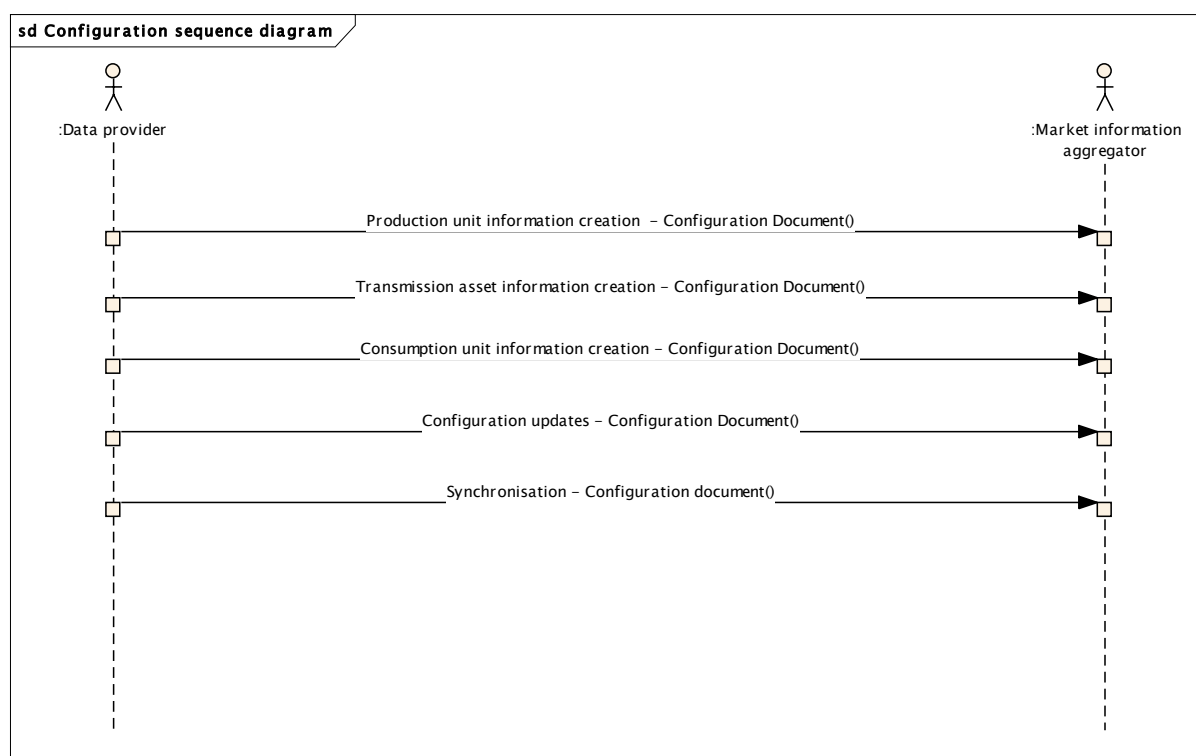 sd Configuration sequence diagram
:Data provider
:Market information
aggregator
Production unit information creation - Configuration Document()
Transmission asset information creation - Configuration Document()
Consumption unit information creation - Configuration Document()
Configuration updates - Configuration Document()
Synchronisation - Configuration document()